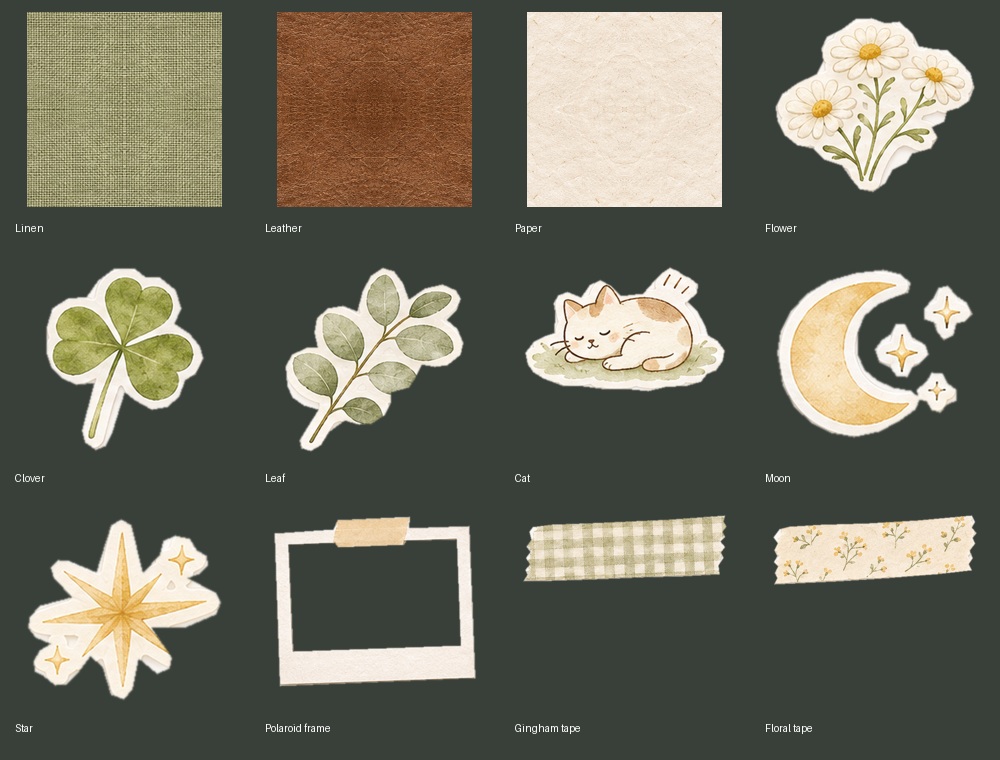 Linen
Leather
Paper
Flower
Clover
Leaf
Cat
Moon
Star
Polaroid frame
Gingham tape
Floral tape